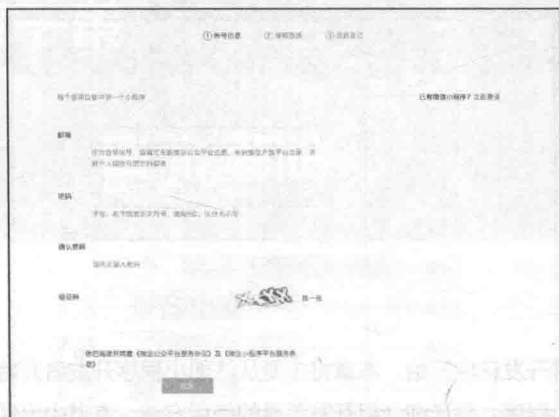 ①帐号信息 ②邮箱激活 ③信息登记
每个邮箱仅能申请一个小程序 已有微信小程序？立即登录
邮箱
作为登录帐号，请填写未被微信公众平台注册，未被微信开放平台注册，未
被个人微信号绑定的邮箱
密码
字母、数字或者英文符号，最短8位，区分大小写
确认密码
请再次输入密码
验证码 换一张
你已阅读并同意《微信公众平台服务协议》及《微信小程序平台服务条
款》